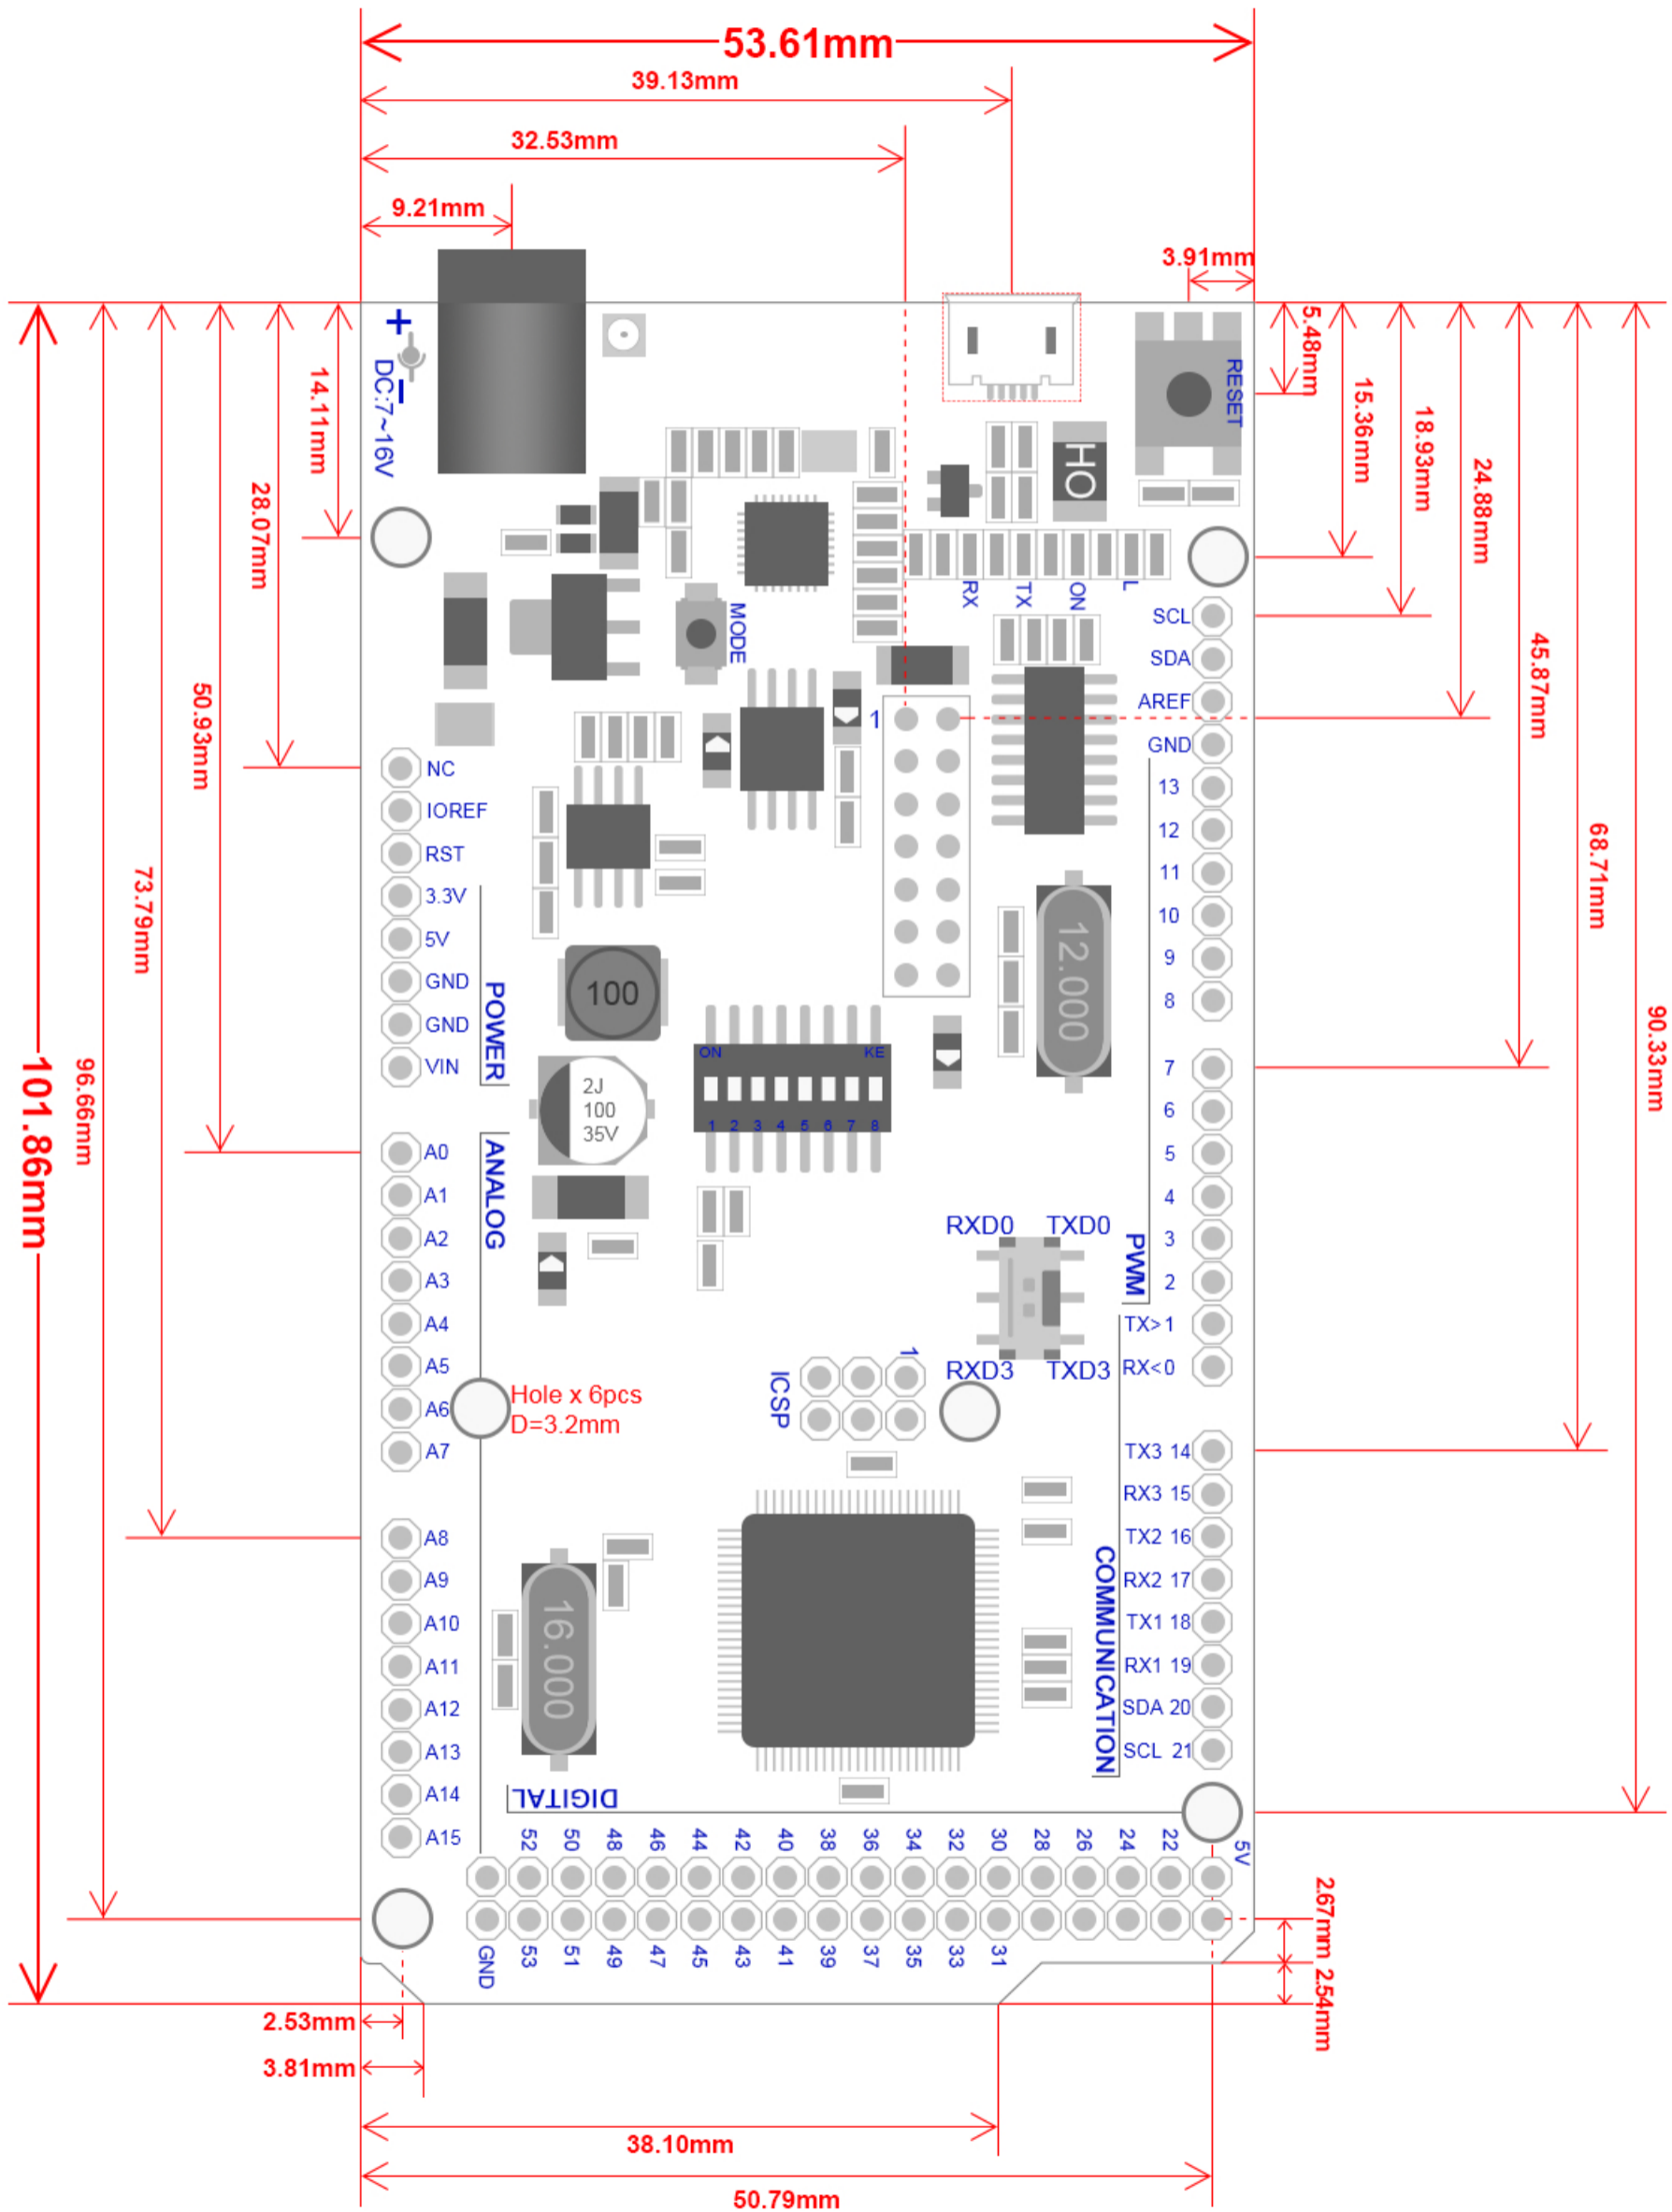 53.61mm
39.13mm
32.53mm
9.21mm
3.91mm
5.48mm
15.36mm
18.93mm
24.88mm
45.87mm
68.71mm
90.33mm
14.11mm
28.07mm
50.93mm
73.79mm
96.66mm
101.86mm
+
-
DC:7~16V
RESET
HO
RX
TX
ON
L
MODE
SCL
SDA
AREF
GND
13
12
11
10
9
8
7
6
5
4
3
2
TX>1
RX<0
PWM
1
NC
IOREF
RST
3.3V
5V
GND
GND
VIN
POWER
100
12.000
2J
100
35V
ON
KE
1 2 3 4 5 6 7 8
A0
A1
A2
A3
A4
A5
A6
A7
ANALOG
RXD0 TXD0
RXD3 TXD3
1
ICSP
Hole x 6pcs
D=3.2mm
TX3 14
RX3 15
TX2 16
RX2 17
TX1 18
RX1 19
SDA 20
SCL 21
COMMUNICATION
A8
A9
A10
A11
A12
A13
A14
A15
16.000
DIGITAL
52 50 48 46 44 42 40 38 36 34 32 30 28 26 24 22 5V
GND 53 51 49 47 45 43 41 39 37 35 33 31
2.67mm
2.54mm
2.53mm
3.81mm
38.10mm
50.79mm